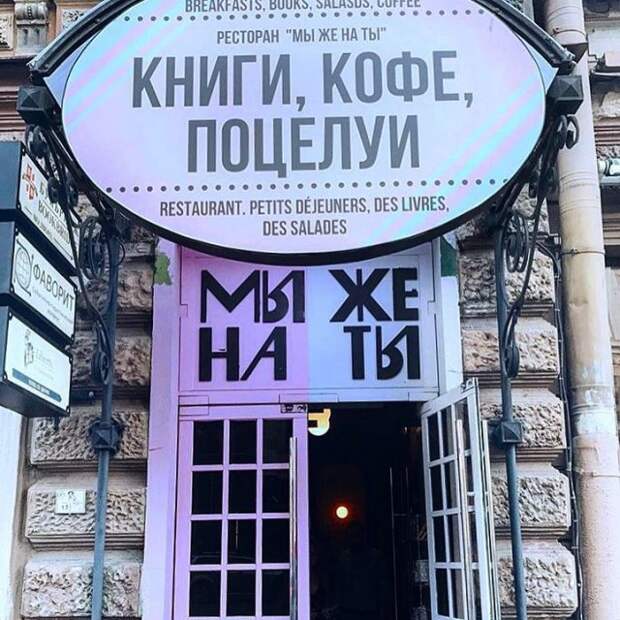 BREAKFASTS, BOOKS, SALASDS, COFFEE
РЕСТОРАН "МЫ ЖЕ НА ТЫ"
КНИГИ, КОФЕ,
ПОЦЕЛУИ
RESTAURANT. PETITS DÉJEUNERS, DES LIVRES,
DES SALADES
МЫ ЖЕ
НА ТЫ
ФАВОРИТ